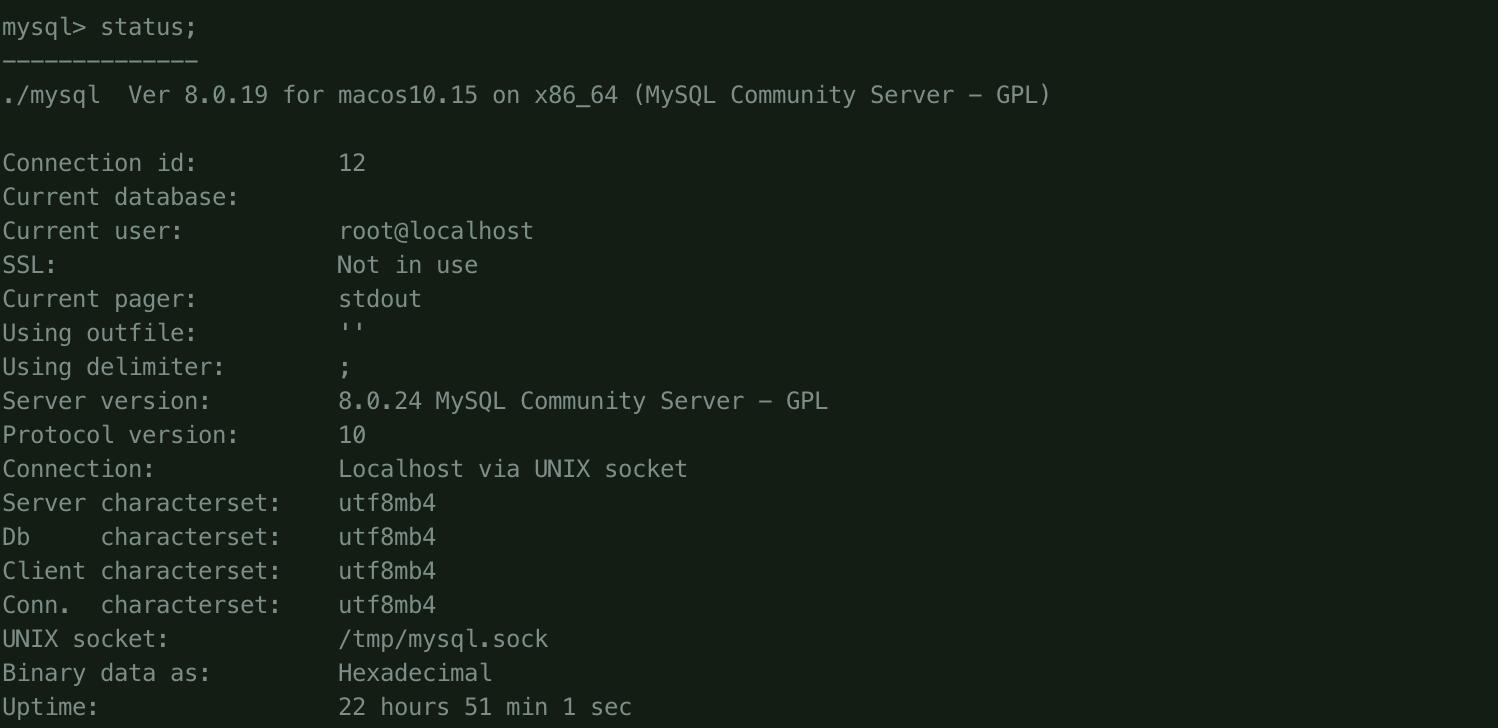 mysql> status;
--------------
./mysql  Ver 8.0.19 for macos10.15 on x86_64 (MySQL Community Server - GPL)

Connection id:          12
Current database:
Current user:           root@localhost
SSL:                    Not in use
Current pager:          stdout
Using outfile:          ''
Using delimiter:        ;
Server version:         8.0.24 MySQL Community Server - GPL
Protocol version:       10
Connection:             Localhost via UNIX socket
Server characterset:    utf8mb4
Db     characterset:    utf8mb4
Client characterset:    utf8mb4
Conn.  characterset:    utf8mb4
UNIX socket:            /tmp/mysql.sock
Binary data as:         Hexadecimal
Uptime:                 22 hours 51 min 1 sec